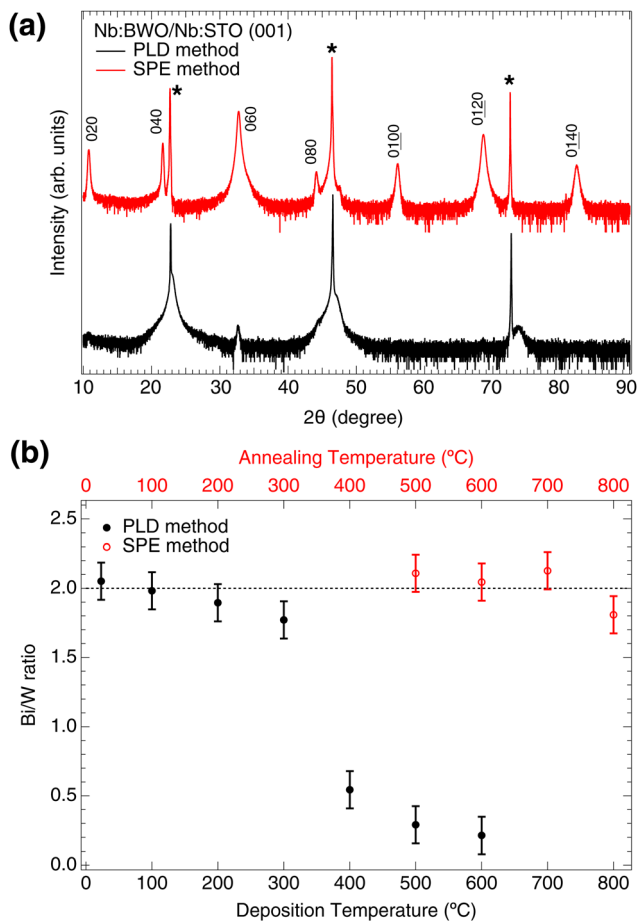 (a)
Nb:BWO/Nb:STO (001)
PLD method
SPE method
*
*
*
020
040
060
080
0100
0120
0140
Intensity (arb. units)
10 20 30 40 50 60 70 80 90
2θ (degree)
(b)
Annealing Temperature (ºC)
0 100 200 300 400 500 600 700 800
PLD method
SPE method
2.5
2.0
1.5
1.0
0.5
0.0
Bi/W ratio
0 100 200 300 400 500 600 700 800
Deposition Temperature (ºC)